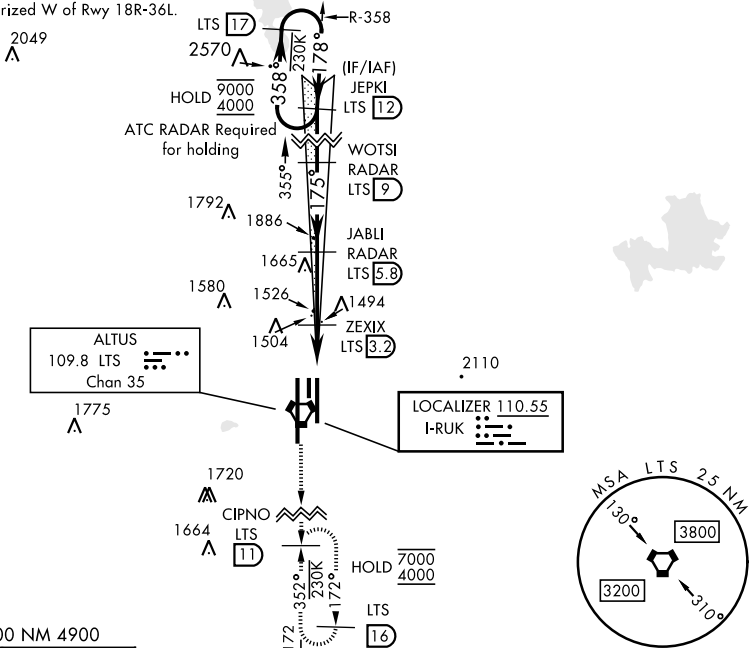 rized W of Rwy 18R-36L.
2049
LTS 17
R-358
2570
358°
230K
178°
HOLD 9000
4000
(IF/IAF)
JEPKI
LTS 12
ATC RADAR Required
for holding
355°
175°
WOTSI
RADAR
LTS 9
1792
1886
JABLI
RADAR
LTS 5.8
1665
1580
1526
1494
1504
ZEXIX
LTS 3.2
ALTUS
109.8 LTS
Chan 35
2110
1775
LOCALIZER 110.55
I-RUK
1720
CIPNO
LTS
11
1664
HOLD 7000
4000
352°
230K
172°
LTS
16
172
MSA LTS 25 NM
130°
3800
3200
310°
00 NM 4900